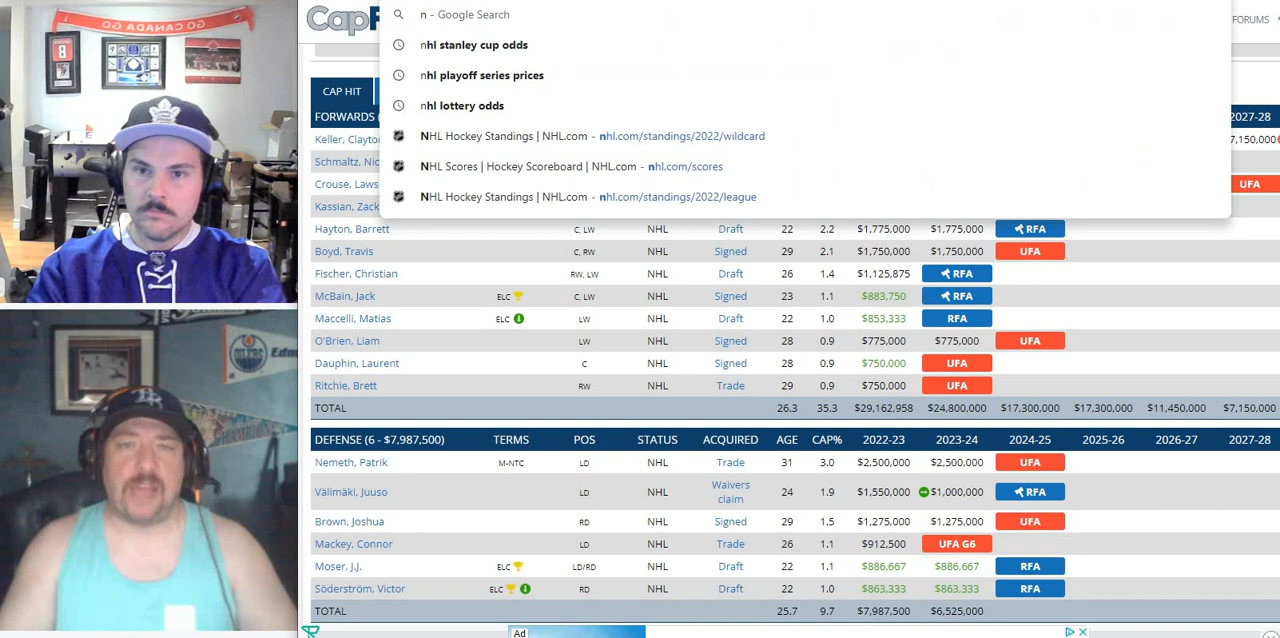 GO CANADA GO
8
Edm
CapF
n - Google Search
nhl stanley cup odds
nhl playoff series prices
nhl lottery odds
NHL Hockey Standings | NHL.com - nhl.com/standings/2022/wildcard
NHL Scores | Hockey Scoreboard | NHL.com - nhl.com/scores
NHL Hockey Standings | NHL.com - nhl.com/standings/2022/league
FORUMS
CAP HIT
FORWARDS ( 2027-28
Keller, Clayto 7,150,000
Schmaltz, Nic
Crouse, Laws UFA
Kassian, Zack
Hayton, Barrett C, LW NHL Draft 22 2.2 $1,775,000 $1,775,000 RFA
Boyd, Travis C, RW NHL Signed 29 2.1 $1,750,000 $1,750,000 UFA
Fischer, Christian RW, LW NHL Draft 26 1.4 $1,125,875 RFA
McBain, Jack ELC C, LW NHL Signed 23 1.1 $883,750 RFA
Maccelli, Matias ELC LW NHL Draft 22 1.0 $853,333 RFA
O'Brien, Liam LW NHL Signed 28 0.9 $775,000 $775,000 UFA
Dauphin, Laurent C NHL Signed 28 0.9 $750,000 UFA
Ritchie, Brett RW NHL Trade 29 0.9 $750,000 UFA
TOTAL 26.3 35.3 $29,162,958 $24,800,000 $17,300,000 $17,300,000 $11,450,000 $7,150,000
DEFENSE (6 - $7,987,500) TERMS POS STATUS ACQUIRED AGE CAP% 2022-23 2023-24 2024-25 2025-26 2026-27 2027-28
Nemeth, Patrik M-NTC LD NHL Trade 31 3.0 $2,500,000 $2,500,000 UFA
Välimäki, Juuso LD NHL Waivers claim 24 1.9 $1,550,000 $1,000,000 RFA
Brown, Joshua RD NHL Signed 29 1.5 $1,275,000 $1,275,000 UFA
Mackey, Connor LD NHL Trade 26 1.1 $912,500 UFA G6
Moser, J.J. ELC LD/RD NHL Draft 22 1.1 $886,667 $886,667 RFA
Söderström, Victor ELC RD NHL Draft 22 1.0 $863,333 $863,333 RFA
TOTAL 25.7 9.7 $7,987,500 $6,525,000
Ad